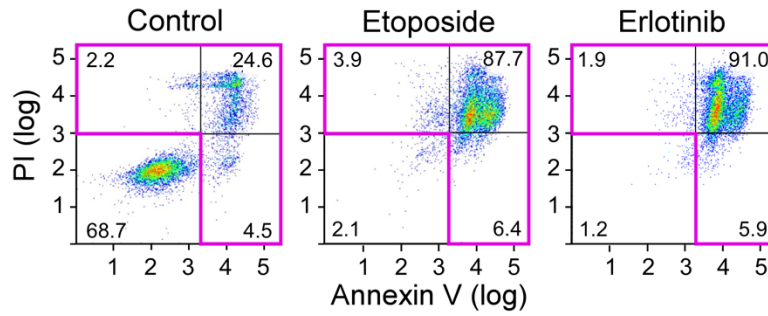 Control Etoposide Erlotinib
5 2.2 24.6 3.9 87.7 1.9 91.0
4
3
2
1
68.7 4.5 2.1 6.4 1.2 5.9
1 2 3 4 5 1 2 3 4 5 1 2 3 4 5
PI (log)
Annexin V (log)